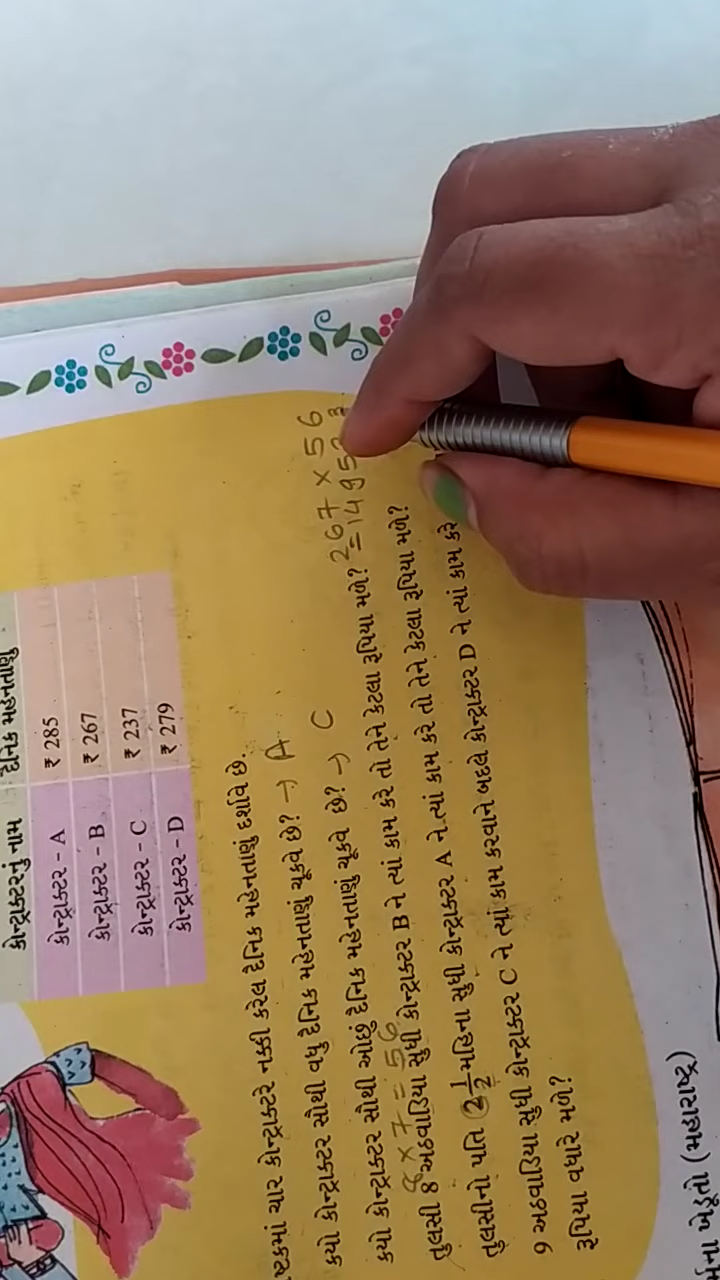 કોન્ટ્રાક્ટરનું નામ દૈનિક મહેનતાણું
કોન્ટ્રાક્ટર - A ₹ 285
કોન્ટ્રાક્ટર - B ₹ 267
કોન્ટ્રાક્ટર - C ₹ 237
કોન્ટ્રાક્ટર - D ₹ 279
ષ્ટકમાં ચાર કોન્ટ્રાક્ટરે નક્કી કરેલ દૈનિક મહેનતાણું દર્શાવે છે.
કયો કોન્ટ્રાક્ટર સૌથી વધુ દૈનિક મહેનતાણું ચૂકવે છે? → A
કયો કોન્ટ્રાક્ટર સૌથી ઓછું દૈનિક મહેનતાણું ચૂકવે છે? → C
267 × 56
8 × 7 = 56
તુલસી 8 અઠવાડિયા સુધી કોન્ટ્રાક્ટર B ને ત્યાં કામ કરે તો તેને કેટલા રૂપિયા મળે? = 1495
તુલસીનો પતિ 2 1/2 મહિના સુધી કોન્ટ્રાક્ટર A ને ત્યાં કામ કરે તો તેને કેટલા રૂપિયા મળે?
9 અઠવાડિયા સુધી કોન્ટ્રાક્ટર C ને ત્યાં કામ કરવાને બદલે કોન્ટ્રાક્ટર D ને ત્યાં કામ કરે
રૂપિયા વધારે મળે?
ખેડૂતો (મહારાષ્ટ્ર)